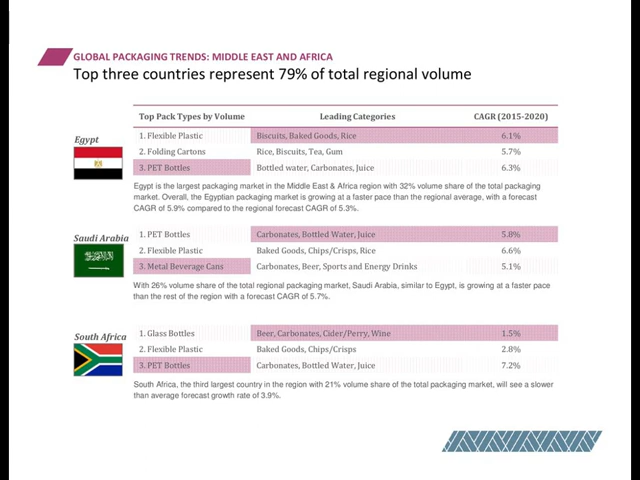 GLOBAL PACKAGING TRENDS: MIDDLE EAST AND AFRICA
Top three countries represent 79% of total regional volume
Top Pack Types by Volume Leading Categories CAGR (2015-2020)
Egypt
1. Flexible Plastic Biscuits, Baked Goods, Rice 6.1%
2. Folding Cartons Rice, Biscuits, Tea, Gum 5.7%
3. PET Bottles Bottled water, Carbonates, Juice 6.3%
Egypt is the largest packaging market in the Middle East & Africa region with 32% volume share of the total packaging
market. Overall, the Egyptian packaging market is growing at a faster pace than the regional average, with a forecast
CAGR of 5.9% compared to the regional forecast CAGR of 5.3%.
Saudi Arabia
1. PET Bottles Carbonates, Bottled Water, Juice 5.8%
2. Flexible Plastic Baked Goods, Chips/Crisps, Rice 6.6%
3. Metal Beverage Cans Carbonates, Beer, Sports and Energy Drinks 5.1%
With 26% volume share of the total regional packaging market, Saudi Arabia, similar to Egypt, is growing at a faster pace
than the rest of the region with a forecast CAGR of 5.7%.
South Africa
1. Glass Bottles Beer, Carbonates, Cider/Perry, Wine 1.5%
2. Flexible Plastic Baked Goods, Chips/Crisps 2.8%
3. PET Bottles Carbonates, Bottled Water, Juice 7.2%
South Africa, the third largest country in the region with 21% volume share of the total packaging market, will see a slower
than average forecast growth rate of 3.9%.